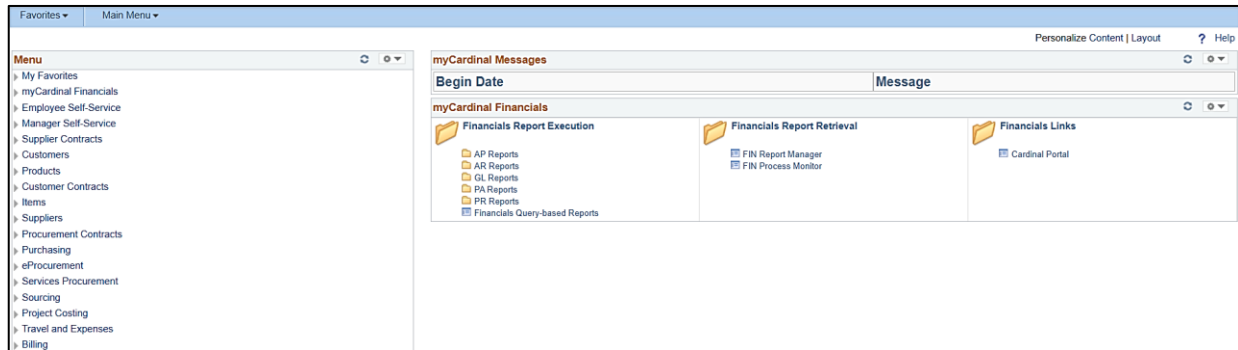 Favorites Main Menu
Personalize Content | Layout ? Help
Menu
My Favorites
myCardinal Financials
Employee Self-Service
Manager Self-Service
Supplier Contracts
Customers
Products
Customer Contracts
Items
Suppliers
Procurement Contracts
Purchasing
eProcurement
Services Procurement
Sourcing
Project Costing
Travel and Expenses
Billing
myCardinal Messages
Begin Date Message
myCardinal Financials
Financials Report Execution
AP Reports
AR Reports
GL Reports
PA Reports
PR Reports
Financials Query-based Reports
Financials Report Retrieval
FIN Report Manager
FIN Process Monitor
Financials Links
Cardinal Portal